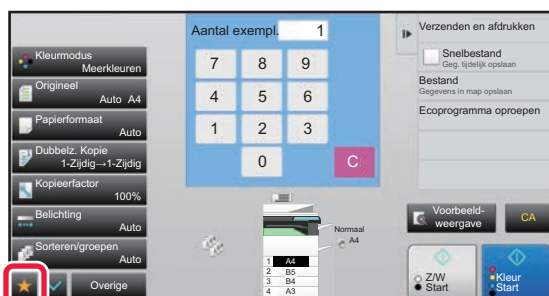 Kleurmodus
Meerkleuren
Origineel
Auto A4
Papierformaat
Auto
Dubbelz. Kopie
1-Zijdig→1-Zijdig
Kopieerfactor
100%
Belichting
Auto
Sorteren/groepen
Auto
Overige
Aantal exempl.
1
7 8 9
4 5 6
1 2 3
0 C
Normaal
A4
1 A4
2 B5
3 B4
4 A3
Verzenden en afdrukken
Snelbestand
Geg. tijdelijk opslaan
Bestand
Gegevens in map opslaan
Ecoprogramma oproepen
Voorbeeld-
weergave
CA
Z/W
Start
Kleur
Start